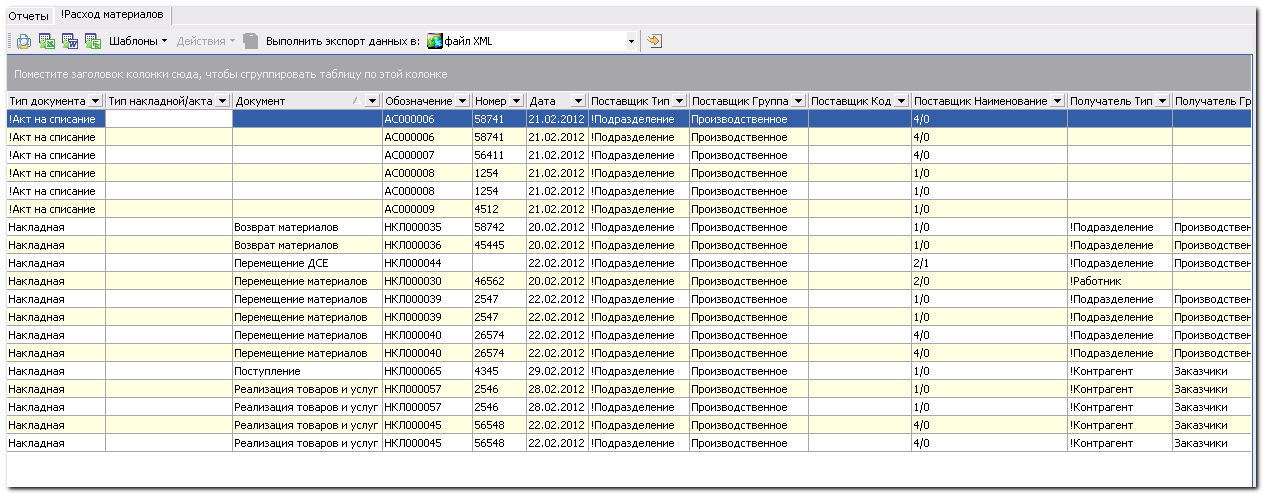 Отчеты !Расход материалов
Шаблоны Действия Выполнить экспорт данных в: файл XML
Поместите заголовок колонки сюда, чтобы сгруппировать таблицу по этой колонке
Тип документа Тип накладной/акта Документ Обозначение Номер Дата Поставщик Тип Поставщик Группа Поставщик Код Поставщик Наименование Получатель Тип Получатель Гр
!Акт на списание АС000006 58741 21.02.2012 !Подразделение Производственное 4/0
!Акт на списание АС000006 58741 21.02.2012 !Подразделение Производственное 4/0
!Акт на списание АС000007 56411 21.02.2012 !Подразделение Производственное 4/0
!Акт на списание АС000008 1254 21.02.2012 !Подразделение Производственное 1/0
!Акт на списание АС000008 1254 21.02.2012 !Подразделение Производственное 1/0
!Акт на списание АС000009 4512 21.02.2012 !Подразделение Производственное 1/0
Накладная Возврат материалов НКЛ000035 58742 20.02.2012 !Подразделение Производственное 1/0 !Подразделение Производствен
Накладная Возврат материалов НКЛ000036 45445 20.02.2012 !Подразделение Производственное 1/0 !Подразделение Производствен
Накладная Перемещение ДСЕ НКЛ000044 22.02.2012 !Подразделение Производственное 2/1 !Подразделение Производствен
Накладная Перемещение материалов НКЛ000030 46562 20.02.2012 !Подразделение Производственное 2/0 !Работник
Накладная Перемещение материалов НКЛ000039 2547 22.02.2012 !Подразделение Производственное 1/0 !Подразделение Производствен
Накладная Перемещение материалов НКЛ000039 2547 22.02.2012 !Подразделение Производственное 1/0 !Подразделение Производствен
Накладная Перемещение материалов НКЛ000040 26574 22.02.2012 !Подразделение Производственное 4/0 !Подразделение Производствен
Накладная Перемещение материалов НКЛ000040 26574 22.02.2012 !Подразделение Производственное 4/0 !Подразделение Производствен
Накладная Поступление НКЛ000065 4345 29.02.2012 !Подразделение Производственное 1/0 !Контрагент Заказчики
Накладная Реализация товаров и услуг НКЛ000057 2546 28.02.2012 !Подразделение Производственное 1/0 !Контрагент Заказчики
Накладная Реализация товаров и услуг НКЛ000057 2546 28.02.2012 !Подразделение Производственное 1/0 !Контрагент Заказчики
Накладная Реализация товаров и услуг НКЛ000045 56548 22.02.2012 !Подразделение Производственное 4/0 !Контрагент Заказчики
Накладная Реализация товаров и услуг НКЛ000045 56548 22.02.2012 !Подразделение Производственное 4/0 !Контрагент Заказчики